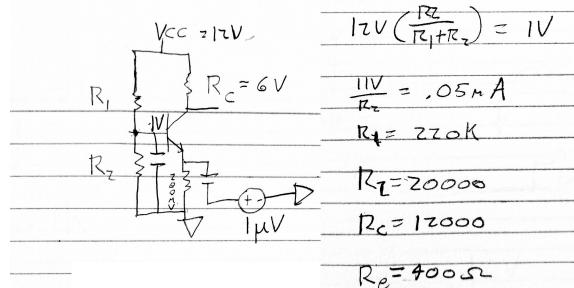 VCC = 12V
R1
RC = 6V
.1V
R2
1µV
12V (R2 / R1+R2) = 1V
11V / R2 = .05mA
R1 = 220K
R2 = 20000
Rc = 12000
Re = 400Ω